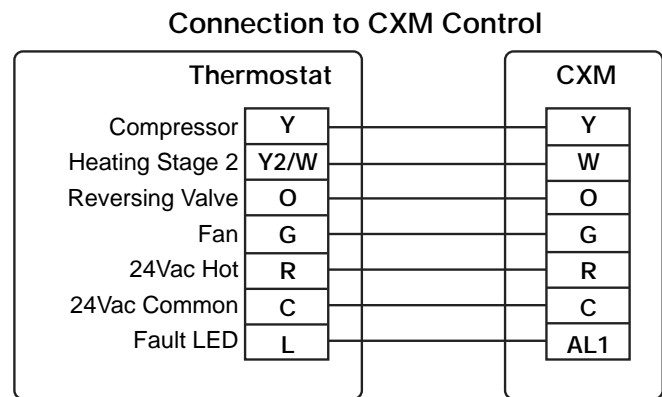 Connection to CXM Control
Thermostat CXM
Compressor Y Y
Heating Stage 2 Y2/W W
Reversing Valve O O
Fan G G
24Vac Hot R R
24Vac Common C C
Fault LED L AL1